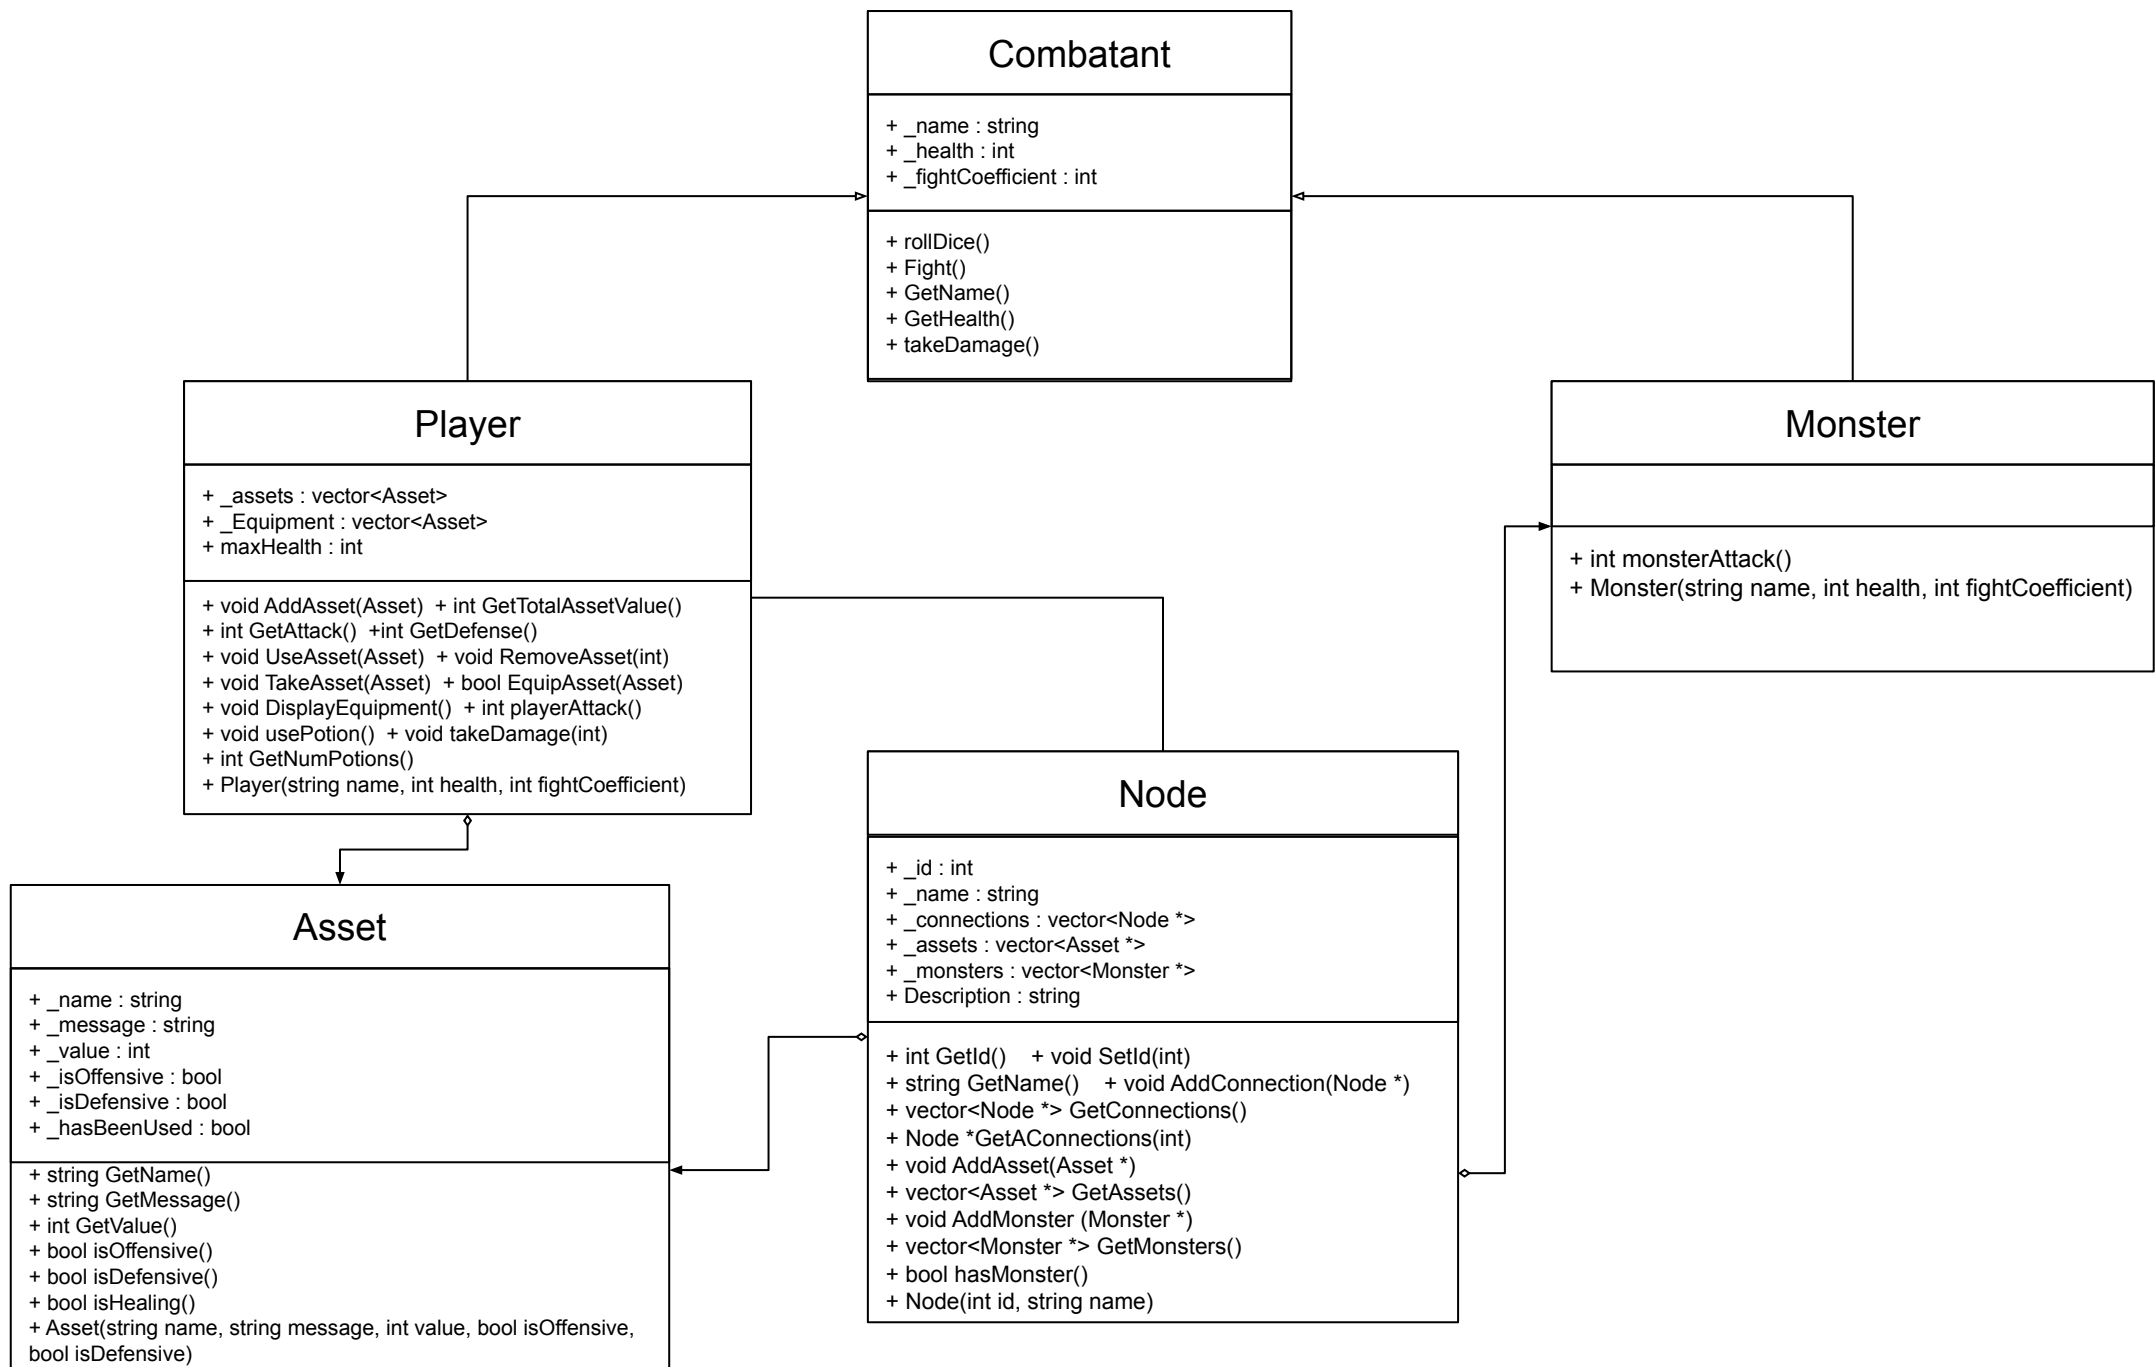 Combatant
+ _name : string
+ _health : int
+ _fightCoefficient : int
+ rollDice()
+ Fight()
+ GetName()
+ GetHealth()
+ takeDamage()
Player
+ _assets : vector<Asset>
+ _Equipment : vector<Asset>
+ maxHealth : int
+ void AddAsset(Asset)  + int GetTotalAssetValue()
+ int GetAttack()  +int GetDefense()
+ void UseAsset(Asset)  + void RemoveAsset(int)
+ void TakeAsset(Asset)  + bool EquipAsset(Asset)
+ void DisplayEquipment()  + int playerAttack()
+ void usePotion()  + void takeDamage(int)
+ int GetNumPotions()
+ Player(string name, int health, int fightCoefficient)
Monster
+ int monsterAttack()
+ Monster(string name, int health, int fightCoefficient)
Node
+ _id : int
+ _name : string
+ _connections : vector<Node *>
+ _assets : vector<Asset *>
+ _monsters : vector<Monster *>
+ Description : string
+ int GetId()    + void SetId(int)
+ string GetName()    + void AddConnection(Node *)
+ vector<Node *> GetConnections()
+ Node *GetAConnections(int)
+ void AddAsset(Asset *)
+ vector<Asset *> GetAssets()
+ void AddMonster (Monster *)
+ vector<Monster *> GetMonsters()
+ bool hasMonster()
+ Node(int id, string name)
Asset
+ _name : string
+ _message : string
+ _value : int
+ _isOffensive : bool
+ _isDefensive : bool
+ _hasBeenUsed : bool
+ string GetName()
+ string GetMessage()
+ int GetValue()
+ bool isOffensive()
+ bool isDefensive()
+ bool isHealing()
+ Asset(string name, string message, int value, bool isOffensive,
bool isDefensive)